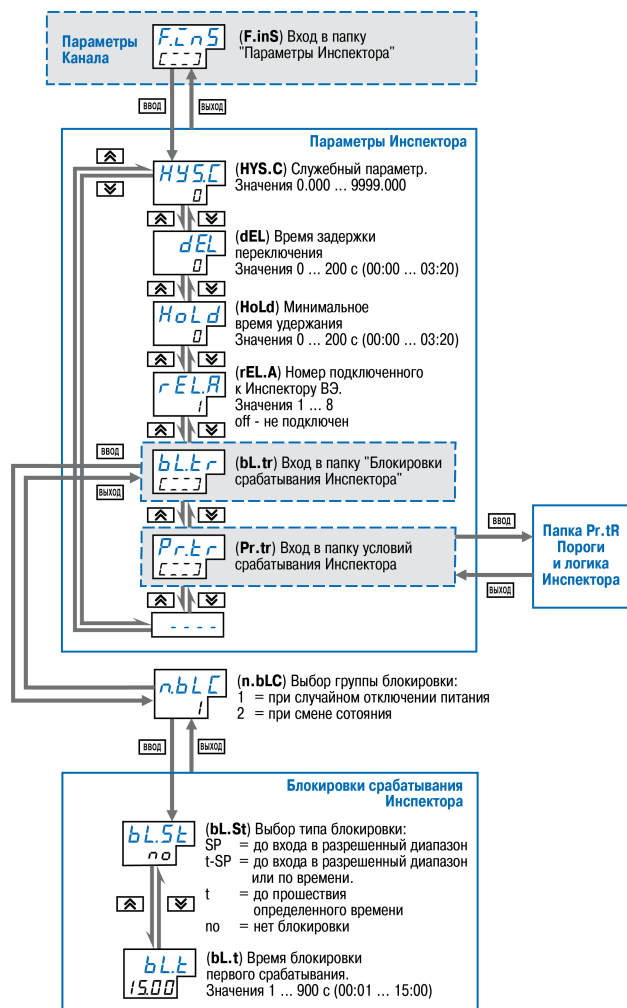 Параметры
Канала
F.inS
[---]
(F.inS) Вход в папку
"Параметры Инспектора"
ВВОД
ВЫХОД
Параметры Инспектора
HYS.C
0
(HYS.C) Служебный параметр.
Значения 0.000 ... 9999.000
dEL
0
(dEL) Время задержки
переключения
Значения 0 ... 200 с (00:00 ... 03:20)
HoLd
0
(HoLd) Минимальное
время удержания
Значения 0 ... 200 с (00:00 ... 03:20)
rEL.A
1
(rEL.A) Номер подключенного
к Инспектору ВЭ.
Значения 1 ... 8
off - не подключен
ВВОД
ВЫХОД
bL.tr
[---]
(bL.tr) Вход в папку "Блокировки
срабатывания Инспектора"
Pr.tr
[---]
(Pr.tr) Вход в папку условий
срабатывания Инспектора
ВВОД
ВЫХОД
Папка Pr.tR
Пороги
и логика
Инспектора
----
n.bLC
1
(n.bLC) Выбор группы блокировки:
1 = при случайном отключении питания
2 = при смене сотояния
ВВОД
ВЫХОД
Блокировки срабатывания
Инспектора
bL.St
no
(bL.St) Выбор типа блокировки:
SP = до входа в разрешенный диапазон
t-SP = до входа в разрешенный диапазон
или по времени.
t = до прошествия
определенного времени
no = нет блокировки
bL.t
15.00
(bL.t) Время блокировки
первого срабатывания.
Значения 1 ... 900 с (00:01 ... 15:00)